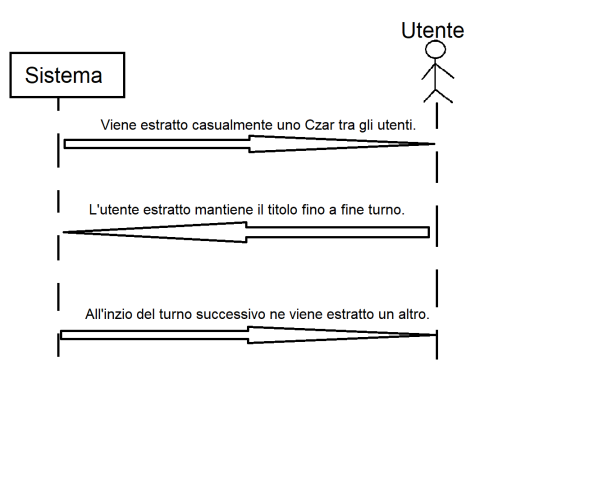 Utente
Sistema
Viene estratto casualmente uno Czar tra gli utenti.
L'utente estratto mantiene il titolo fino a fine turno.
All'inzio del turno successivo ne viene estratto un altro.